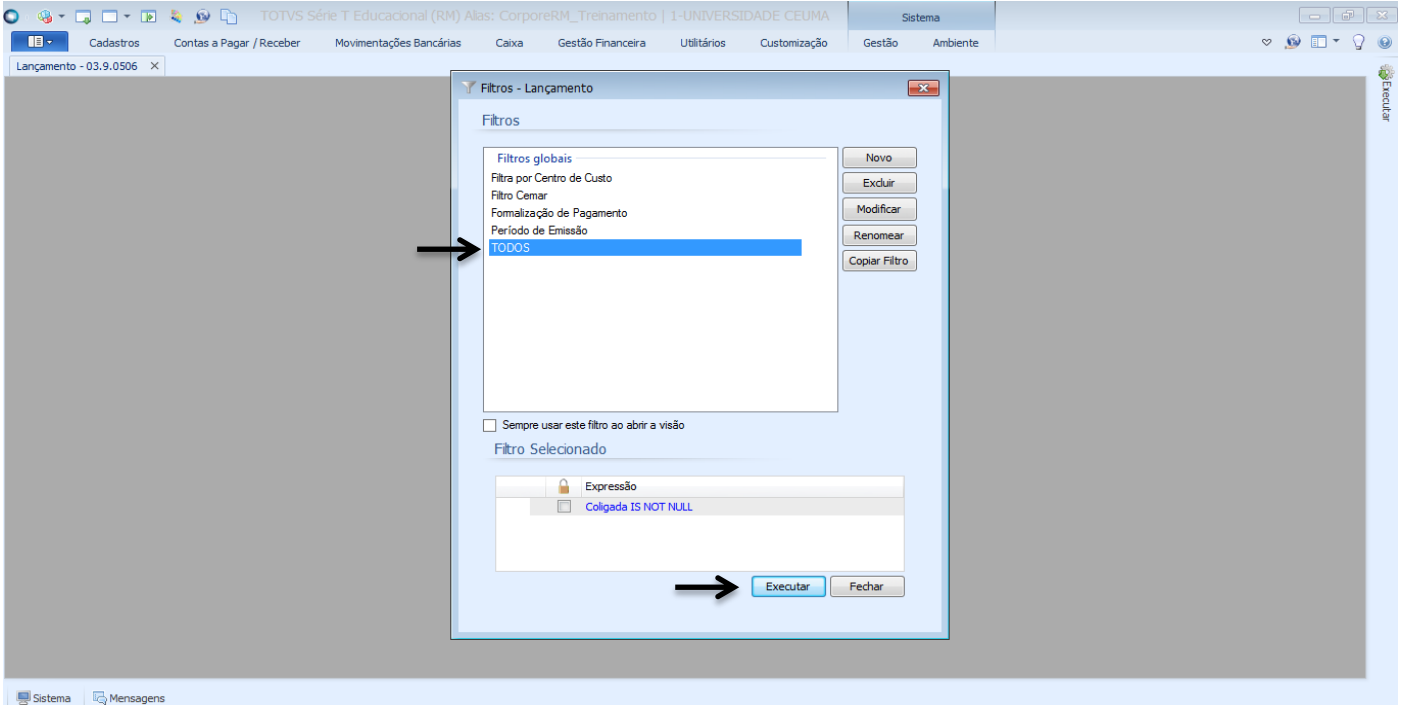 TOTVS Série T Educacional (RM) Alias: CorporeRM_Treinamento | 1-UNIVERSIDADE CEUMA
Sistema
Cadastros Contas a Pagar / Receber Movimentações Bancárias Caixa Gestão Financeira Utilitários Customização Gestão Ambiente
Lançamento - 03.9.0506
Executar
Filtros - Lançamento
Filtros
Filtros globais
Filtra por Centro de Custo
Filtro Cemar
Formalização de Pagamento
Período de Emissão
TODOS
Novo
Excluir
Modificar
Renomear
Copiar Filtro
Sempre usar este filtro ao abrir a visão
Filtro Selecionado
Expressão
Coligada IS NOT NULL
Executar Fechar
Sistema Mensagens